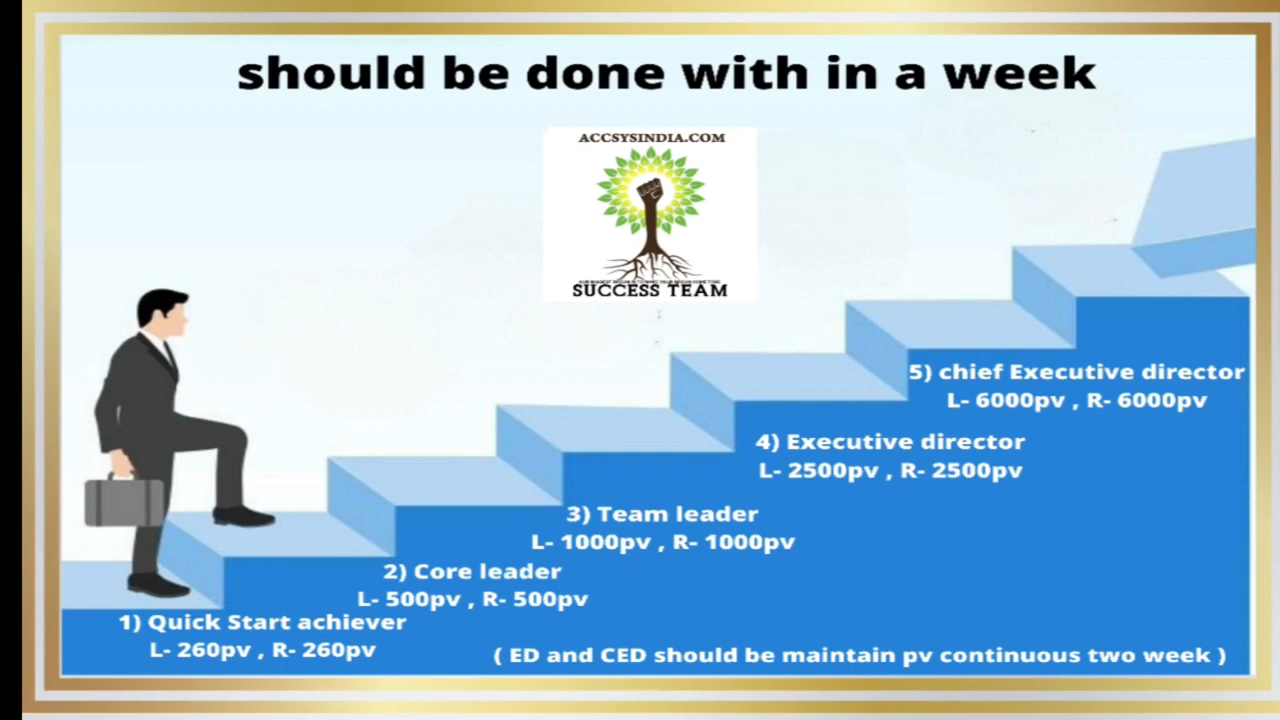 should be done with in a week
ACCSYSINDIA.COM
SUCCESS TEAM
5) chief Executive director
L- 6000pv , R- 6000pv
4) Executive director
L- 2500pv , R- 2500pv
3) Team leader
L- 1000pv , R- 1000pv
2) Core leader
L- 500pv , R- 500pv
1) Quick Start achiever
L- 260pv , R- 260pv
( ED and CED should be maintain pv continuous two week )